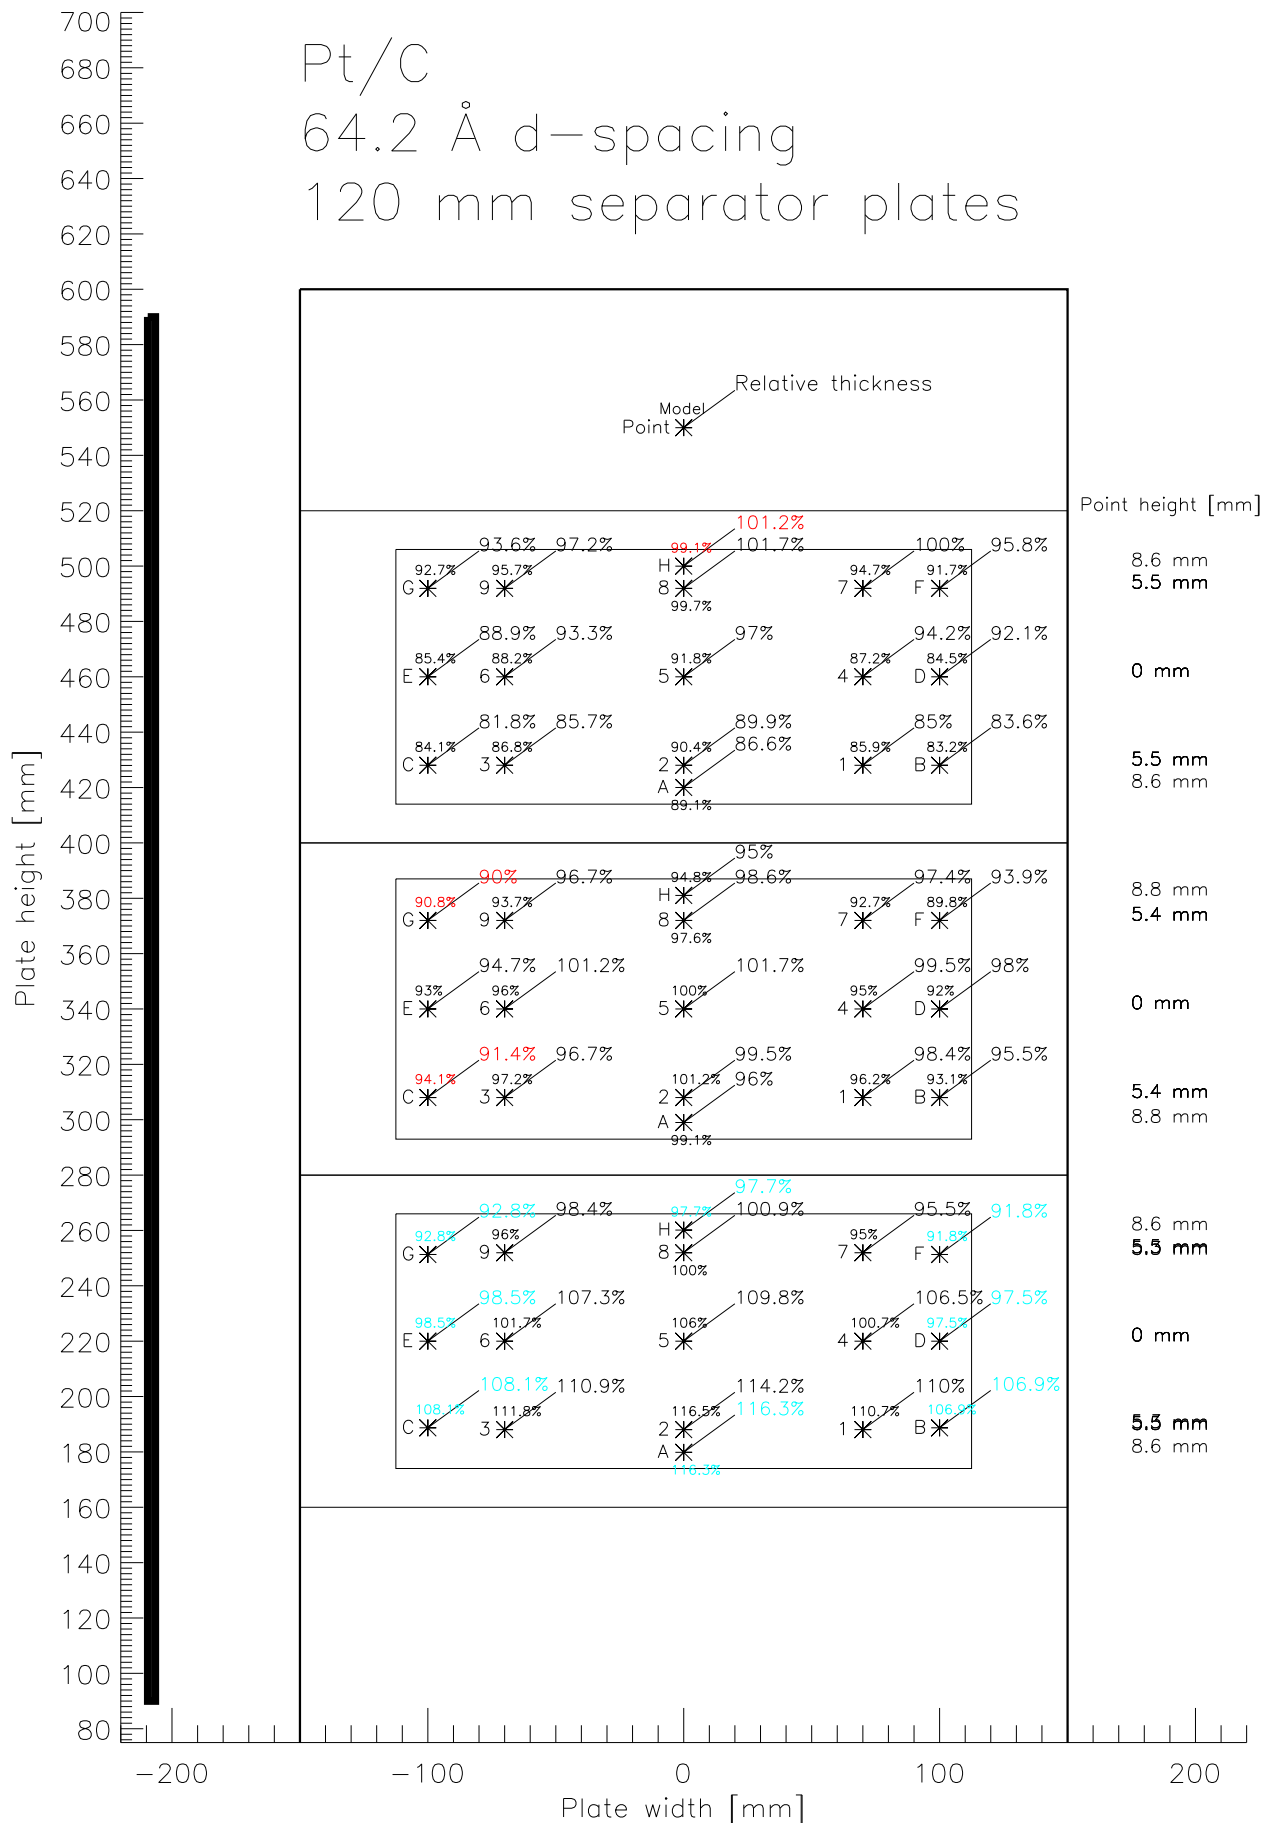 Pt/C
64.2 Å d-spacing
120 mm separator plates
700
680
660
640
620
600
580
560
540
520
500
480
460
440
420
400
380
360
340
320
300
280
260
240
220
200
180
160
140
120
100
80
Plate height [mm]
Relative thickness
Model
Point
Point height [mm]
101.2%
93.6% 97.2% 101.7% 100% 95.8%
99.1%
H 8.6 mm
92.7% 95.7% 94.7% 91.7%
G 9 8 7 F 5.5 mm
99.7%
88.9% 93.3% 97% 94.2% 92.1%
85.4% 88.2% 91.8% 87.2% 84.5%
E 6 5 4 D 0 mm
81.8% 85.7% 89.9% 85% 83.6%
84.1% 86.8% 90.4% 86.6% 85.9% 83.2%
C 3 2 1 B 5.5 mm
A 8.6 mm
89.1%
95%
90% 96.7% 94.8% 98.6% 97.4% 93.9%
H 8.8 mm
90.8% 93.7% 92.7% 89.8%
G 9 8 7 F 5.4 mm
97.6%
94.7% 101.2% 101.7% 99.5% 98%
93% 96% 100% 95% 92%
E 6 5 4 D 0 mm
91.4% 96.7% 99.5% 98.4% 95.5%
94.1% 97.2% 101.2% 96% 96.2% 93.1%
C 3 2 1 B 5.4 mm
A 8.8 mm
99.1%
97.7%
92.8% 98.4% 97.7% 100.9% 95.5% 91.8%
H 8.6 mm
92.8% 96% 95% 91.8%
G 9 8 7 F
100%
98.5% 107.3% 109.8% 106.5% 97.5%
98.5% 101.7% 106% 100.7% 97.5%
E 6 5 4 D 0 mm
108.1% 110.9% 114.2% 110% 106.9%
108.1% 111.8% 116.5% 116.3% 110.7% 106.9%
C 3 2 1 B
A 8.6 mm
116.3%
-200 -100 0 100 200
Plate width [mm]